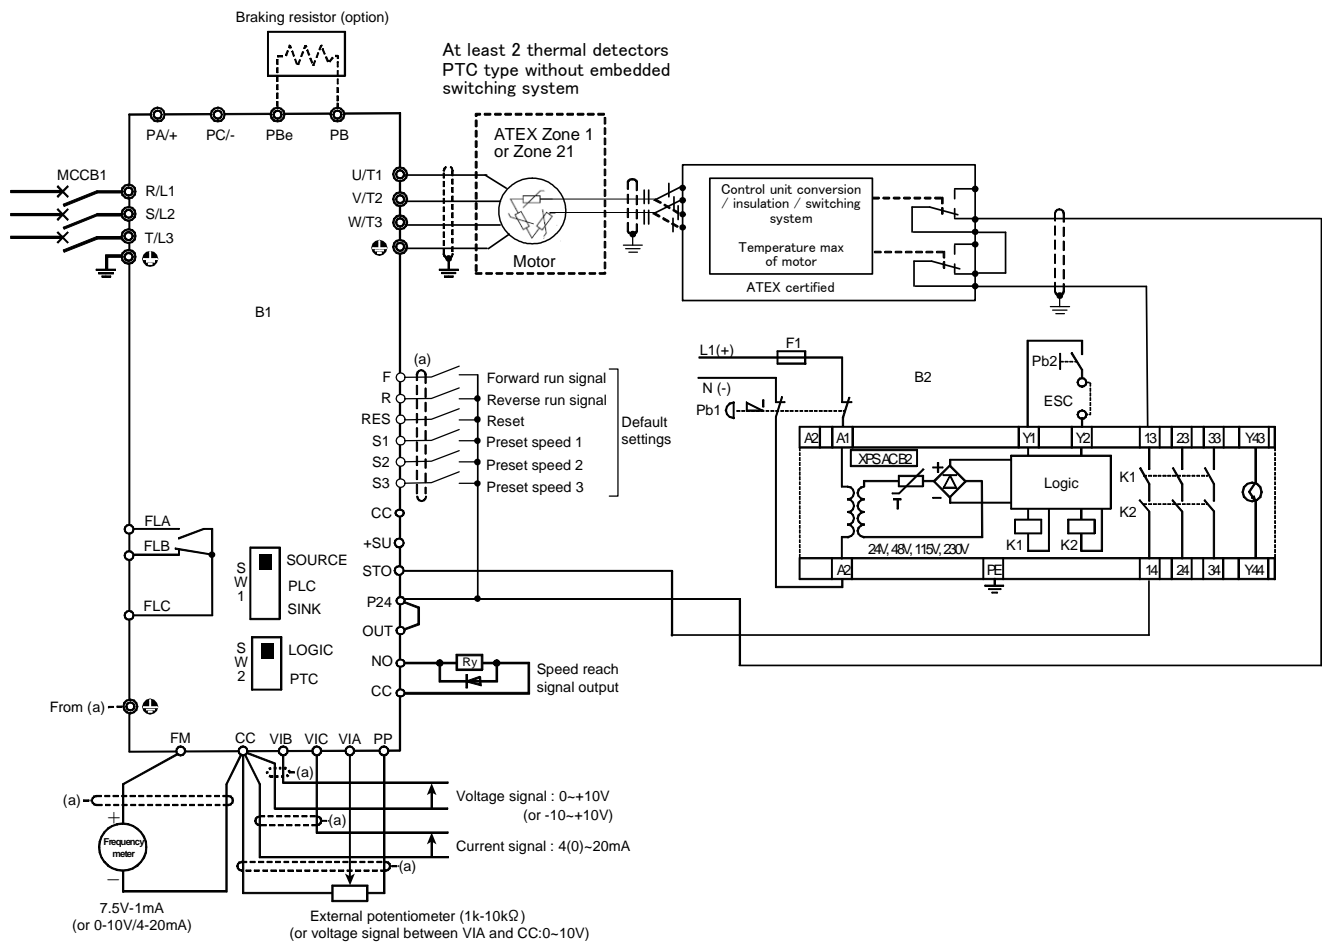 Braking resistor (option)
At least 2 thermal detectors
PTC type without embedded
switching system
PA/+
PC/-
PBe
PB
ATEX Zone 1
or Zone 21
Motor
MCCB1
R/L1
S/L2
T/L3
U/T1
V/T2
W/T3
Control unit conversion
/ insulation / switching
system
Temperature max
of motor
ATEX certified
B1
(a)
F
R
RES
S1
S2
S3
CC
+SU
STO
P24
OUT
NO
CC
Forward run signal
Reverse run signal
Reset
Preset speed 1
Preset speed 2
Preset speed 3
Default
settings
L1(+)
F1
N (-)
Pb1
B2
Pb2
ESC
A2
A1
Y1
Y2
13
23
33
Y43
XPSACB2
+
-
T
24V, 48V, 115V, 230V
Logic
K1
K2
K1
K2
A2
PE
14
24
34
Y44
FLA
FLB
FLC
SW1
SOURCE
PLC
SINK
SW2
LOGIC
PTC
Ry
Speed reach
signal output
From (a)
FM
CC
VIB
VIC
VIA
PP
(a)
(a)
(a)
(a)
Voltage signal : 0~+10V
(or -10~+10V)
Current signal : 4(0)~20mA
+
Frequency
meter
-
7.5V-1mA
(or 0-10V/4-20mA)
External potentiometer (1k-10kΩ)
(or voltage signal between VIA and CC:0~10V)